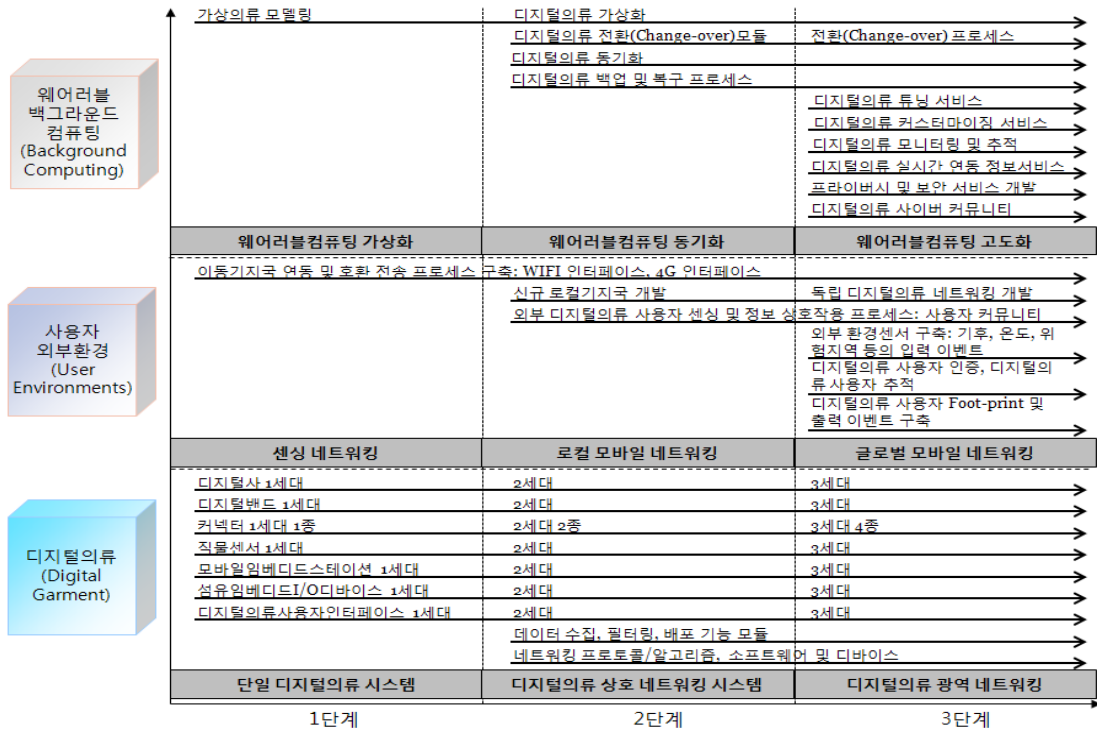 가상의류 모델링 디지털의류 가상화
디지털의류 전환(Change-over)모듈 전환(Change-over) 프로세스
디지털의류 동기화
디지털의류 백업 및 복구 프로세스
웨어러블
백그라운드
컴퓨팅
(Background
Computing)
디지털의류 튜닝 서비스
디지털의류 커스터마이징 서비스
디지털의류 모니터링 및 추적
디지털의류 실시간 연동 정보서비스
프라이버시 및 보안 서비스 개발
디지털의류 사이버 커뮤니티
웨어러블컴퓨팅 가상화 웨어러블컴퓨팅 동기화 웨어러블컴퓨팅 고도화
이동기지국 연동 및 호환 전송 프로세스 구축: WIFI 인터페이스, 4G 인터페이스
신규 로컬기지국 개발 독립 디지털의류 네트워킹 개발
외부 디지털의류 사용자 센싱 및 정보 상호작용 프로세스: 사용자 커뮤니티
사용자
외부환경
(User
Environments)
외부 환경센서 구축: 기후, 온도, 위
험지역 등의 입력 이벤트
디지털의류 사용자 인증, 디지털의
류 사용자 추적
디지털의류 사용자 Foot-print 및
출력 이벤트 구축
센싱 네트워킹 로컬 모바일 네트워킹 글로벌 모바일 네트워킹
디지털사 1세대 2세대 3세대
디지털밴드 1세대 2세대 3세대
커넥터 1세대 1종 2세대 2종 3세대 4종
직물센서 1세대 2세대 3세대
모바일임베디드스테이션 1세대 2세대 3세대
섬유임베디드I/O디바이스 1세대 2세대 3세대
디지털의류사용자인터페이스 1세대 2세대 3세대
디지털의류
(Digital
Garment)
데이터 수집, 필터링, 배포 기능 모듈
네트워킹 프로토콜/알고리즘, 소프트웨어 및 디바이스
단일 디지털의류 시스템 디지털의류 상호 네트워킹 시스템 디지털의류 광역 네트워킹
1단계 2단계 3단계